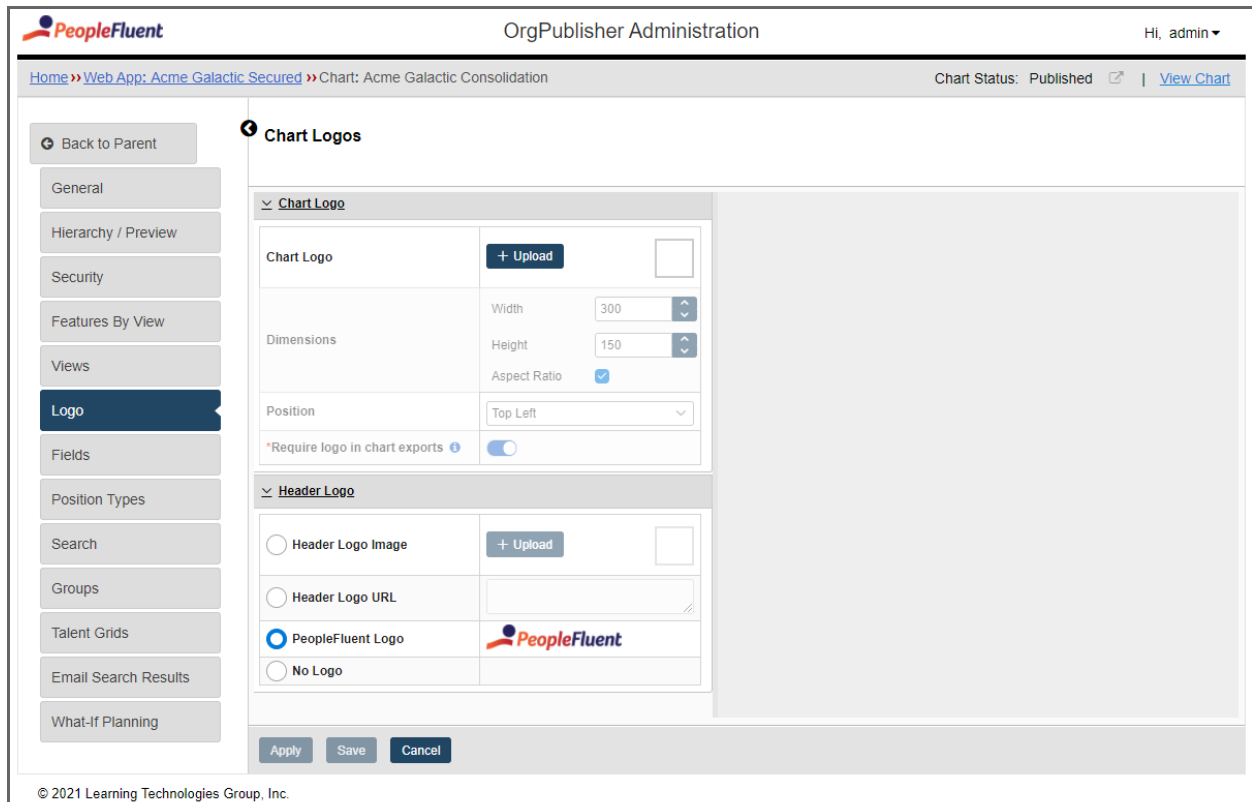 PeopleFluent
OrgPublisher Administration
Hi, admin
Home ›› Web App: Acme Galactic Secured ›› Chart: Acme Galactic Consolidation
Chart Status: Published | View Chart
Back to Parent
General
Hierarchy / Preview
Security
Features By View
Views
Logo
Fields
Position Types
Search
Groups
Talent Grids
Email Search Results
What-If Planning
Chart Logos
Chart Logo
Chart Logo + Upload
Dimensions
Width 300
Height 150
Aspect Ratio
Position Top Left
*Require logo in chart exports
Header Logo
Header Logo Image + Upload
Header Logo URL
PeopleFluent Logo PeopleFluent
No Logo
Apply Save Cancel
© 2021 Learning Technologies Group, Inc.